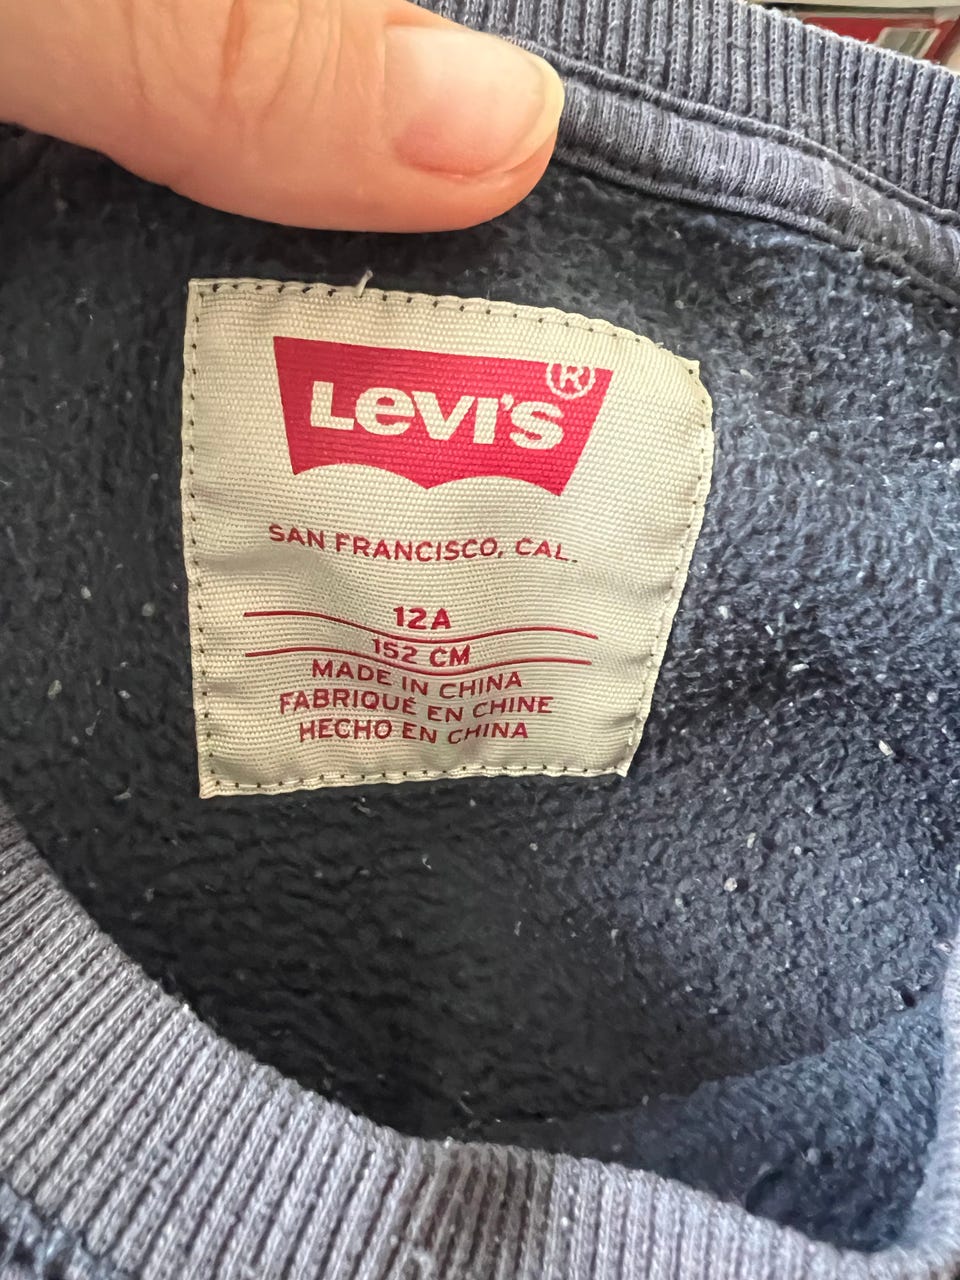 Levi's®
SAN FRANCISCO, CAL.
12A
152 CM
MADE IN CHINA
FABRIQUÉ EN CHINE
HECHO EN CHINA